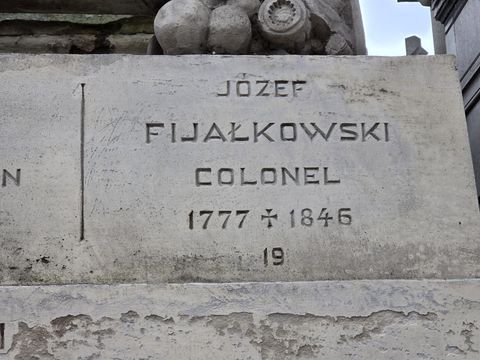 JÓZEF
FIJAŁKOWSKI
COLONEL
1777 ✝ 1846
19